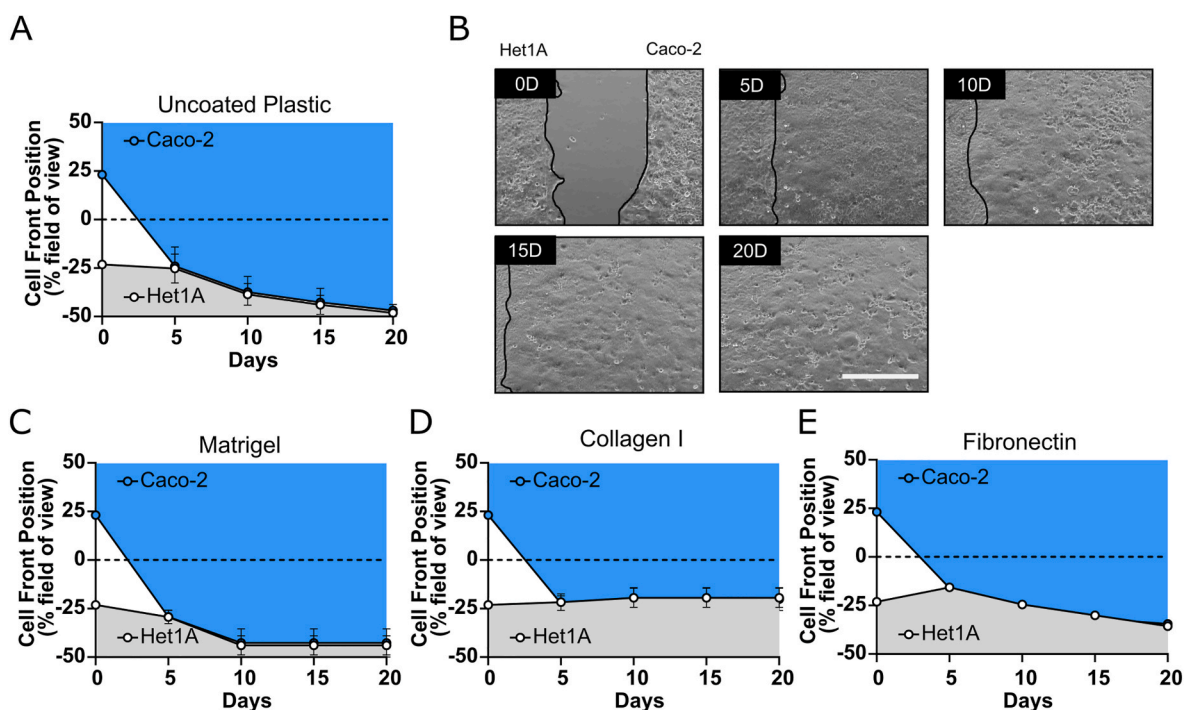 A
Uncoated Plastic
Cell Front Position
(% field of view)
50
25
0
-25
-50
Caco-2
Het1A
0 5 10 15 20
Days
B
Het1A Caco-2
0D 5D 10D
15D 20D
C
Matrigel
Cell Front Position
(% field of view)
50
25
0
-25
-50
Caco-2
Het1A
0 5 10 15 20
Days
D
Collagen I
Cell Front Position
(% field of view)
50
25
0
-25
-50
Caco-2
Het1A
0 5 10 15 20
Days
E
Fibronectin
Cell Front Position
(% field of view)
50
25
0
-25
-50
Caco-2
Het1A
0 5 10 15 20
Days